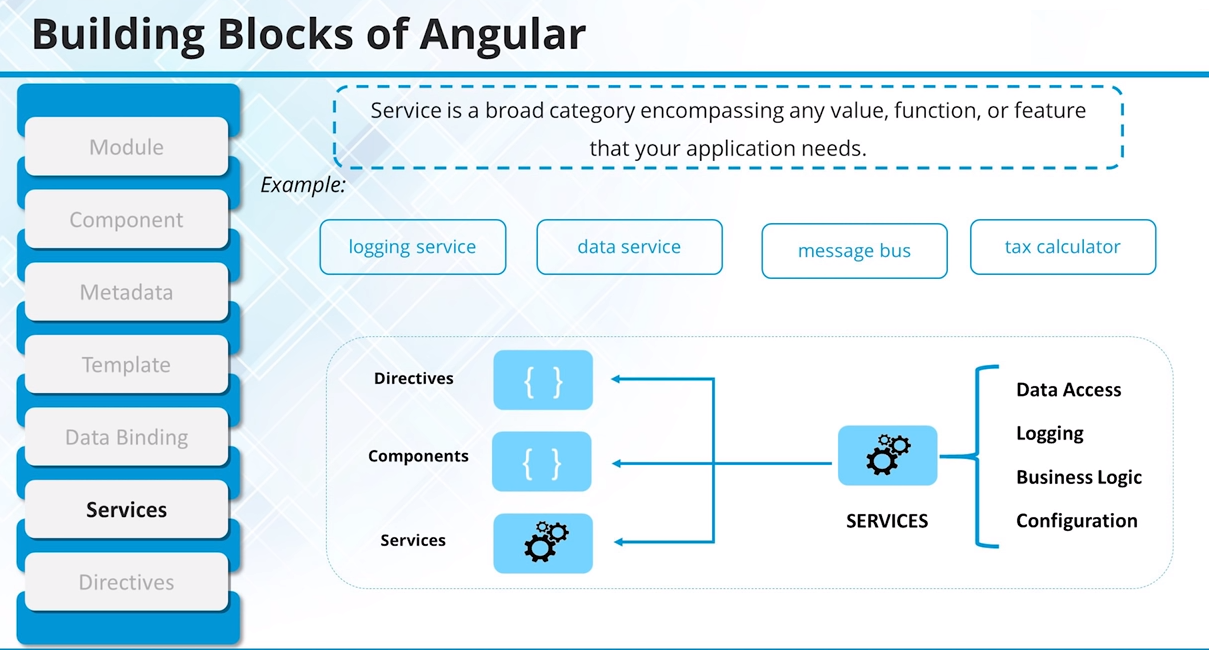 Building Blocks of Angular
Module
Component
Metadata
Template
Data Binding
Services
Directives
Service is a broad category encompassing any value, function, or feature
that your application needs.
Example:
logging service
data service
message bus
tax calculator
Directives
{ }
Components
{ }
Services
SERVICES
Data Access
Logging
Business Logic
Configuration